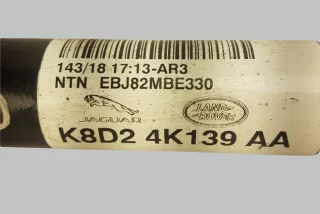 143/18 17:13-AR3
NTN EBJ82MBE330
JAGUAR
LAND
ROVER
K8D2 4K139 AA